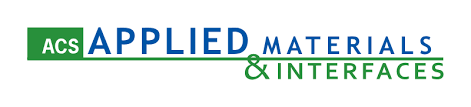 ACS APPLIED MATERIALS
& INTERFACES